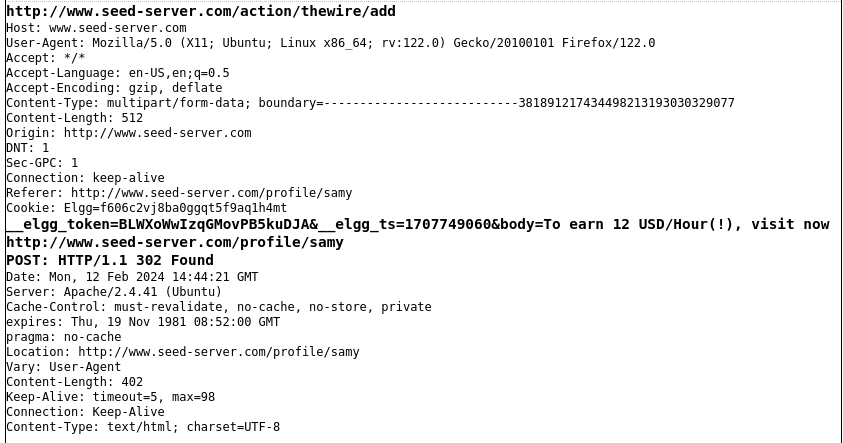 http://www.seed-server.com/action/thewire/add
Host: www.seed-server.com
User-Agent: Mozilla/5.0 (X11; Ubuntu; Linux x86_64; rv:122.0) Gecko/20100101 Firefox/122.0
Accept: */*
Accept-Language: en-US,en;q=0.5
Accept-Encoding: gzip, deflate
Content-Type: multipart/form-data; boundary=---------------------------381891217434498213193030329077
Content-Length: 512
Origin: http://www.seed-server.com
DNT: 1
Sec-GPC: 1
Connection: keep-alive
Referer: http://www.seed-server.com/profile/samy
Cookie: Elgg=f606c2vj8ba0ggqt5f9aq1h4mt
__elgg_token=BLWXoWwIzqGMovPB5kuDJA&__elgg_ts=1707749060&body=To earn 12 USD/Hour(!), visit now
http://www.seed-server.com/profile/samy
POST: HTTP/1.1 302 Found
Date: Mon, 12 Feb 2024 14:44:21 GMT
Server: Apache/2.4.41 (Ubuntu)
Cache-Control: must-revalidate, no-cache, no-store, private
expires: Thu, 19 Nov 1981 08:52:00 GMT
pragma: no-cache
Location: http://www.seed-server.com/profile/samy
Vary: User-Agent
Content-Length: 402
Keep-Alive: timeout=5, max=98
Connection: Keep-Alive
Content-Type: text/html; charset=UTF-8